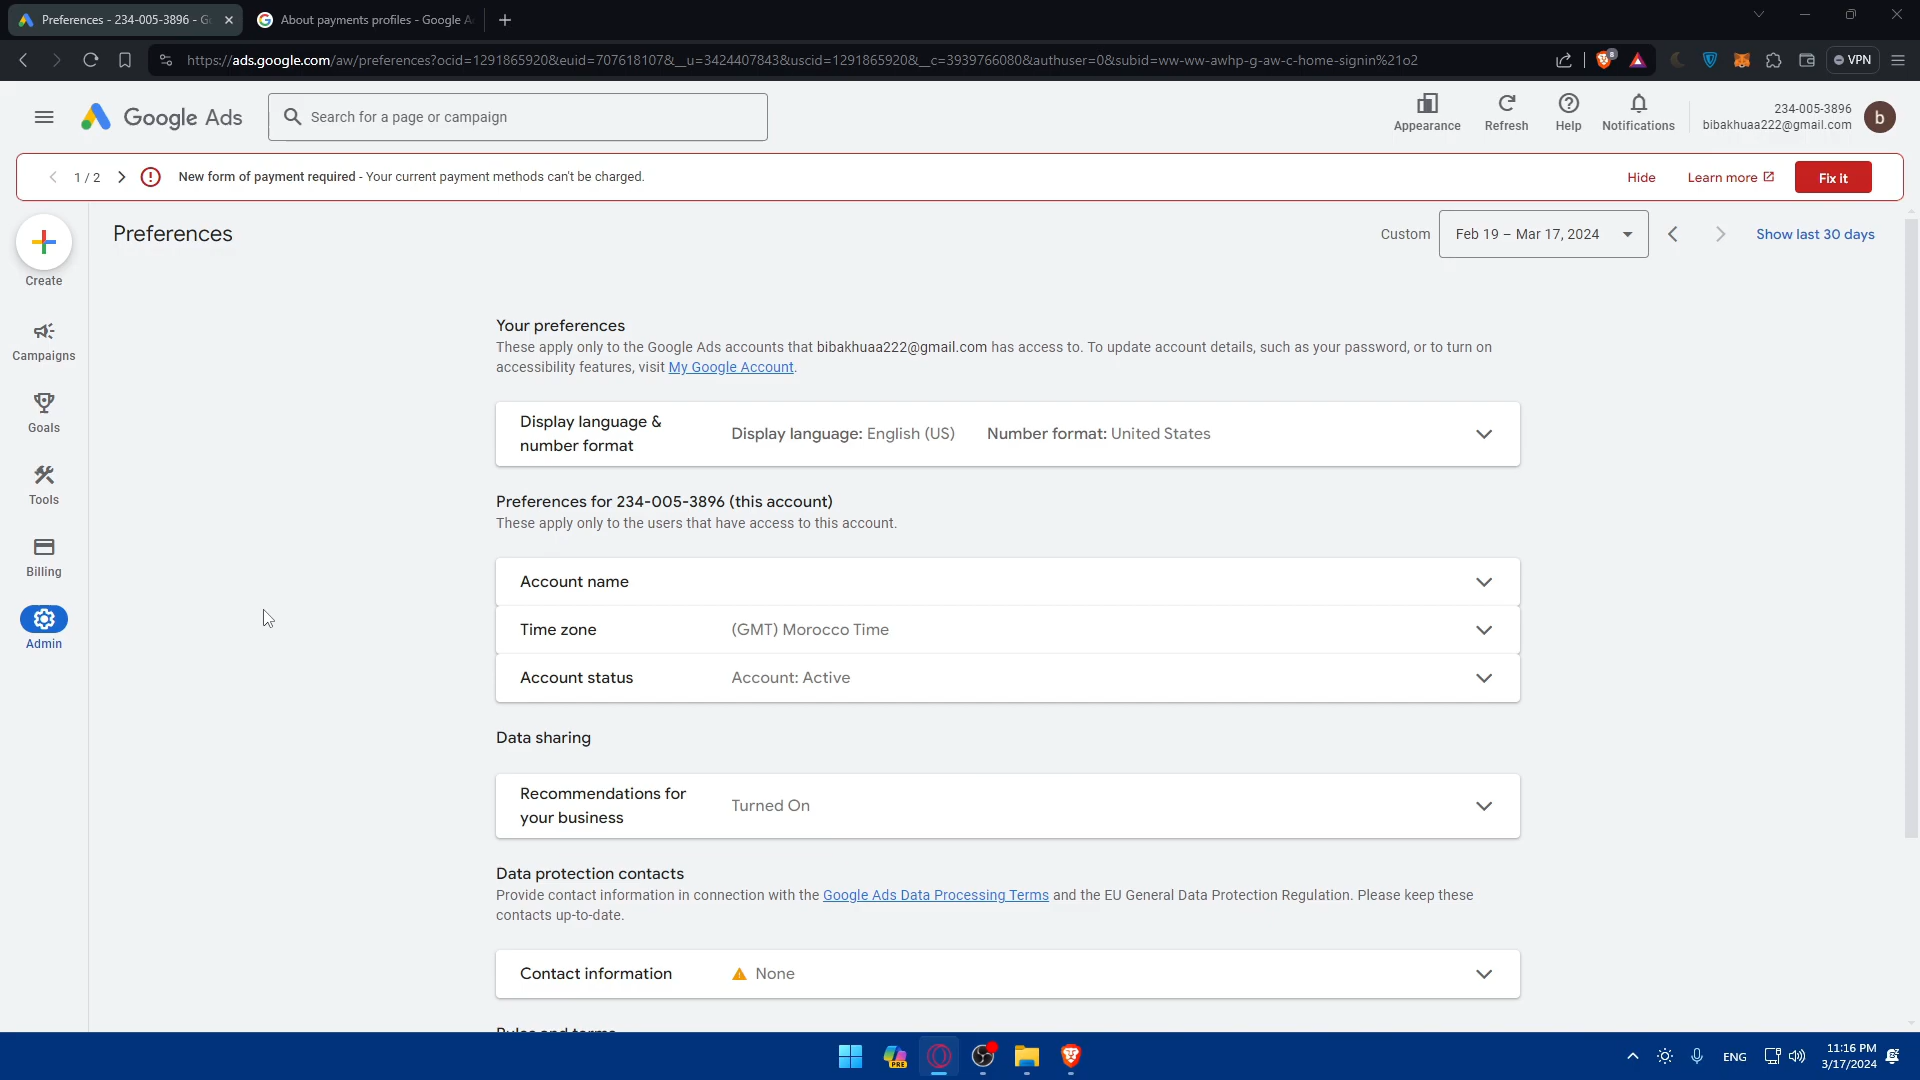 Preferences - 234-005-3896 - G
About payments profiles - Google A
https://ads.google.com/aw/preferences?ocid=1291865920&euid=707618107&__u=3424407843&uscid=1291865920&__c=3939766080&authuser=0&subid=ww-ww-awhp-g-aw-c-home-signin%21o2
8
VPN
Google Ads
Search for a page or campaign
Appearance
Refresh
Help
Notifications
234-005-3896
bibakhuaa222@gmail.com
b
1 / 2
New form of payment required - Your current payment methods can't be charged.
Hide
Learn more
Fix it
Create
Campaigns
Goals
Tools
Billing
Admin
Preferences
Custom
Feb 19 – Mar 17, 2024
Show last 30 days
Your preferences
These apply only to the Google Ads accounts that bibakhuaa222@gmail.com has access to. To update account details, such as your password, or to turn on
accessibility features, visit My Google Account.
Display language &
number format
Display language: English (US)
Number format: United States
Preferences for 234-005-3896 (this account)
These apply only to the users that have access to this account.
Account name
Time zone
(GMT) Morocco Time
Account status
Account: Active
Data sharing
Recommendations for
your business
Turned On
Data protection contacts
Provide contact information in connection with the Google Ads Data Processing Terms and the EU General Data Protection Regulation. Please keep these
contacts up-to-date.
Contact information
None
Rules and terms
PRE
ENG
11:16 PM
3/17/2024